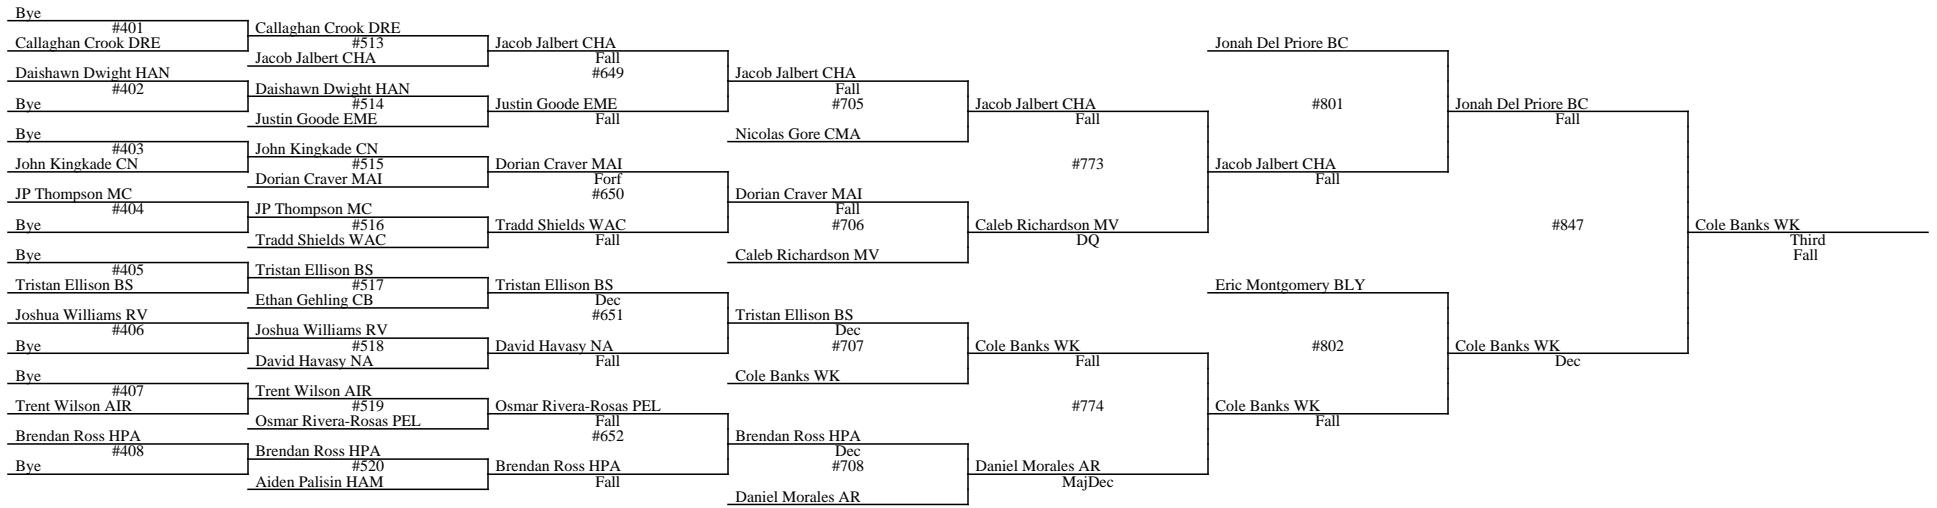 Bye
#401
Callaghan Crook DRE
Daishawn Dwight HAN
#402
Bye
Bye
#403
John Kingkade CN
JP Thompson MC
#404
Bye
Bye
#405
Tristan Ellison BS
Joshua Williams RV
#406
Bye
Bye
#407
Trent Wilson AIR
Brendan Ross HPA
#408
Bye
Callaghan Crook DRE
#513
Jacob Jalbert CHA
Daishawn Dwight HAN
#514
Justin Goode EME
John Kingkade CN
#515
Dorian Craver MAI
JP Thompson MC
#516
Tradd Shields WAC
Tristan Ellison BS
#517
Ethan Gehling CB
Joshua Williams RV
#518
David Havasy NA
Trent Wilson AIR
#519
Osmar Rivera-Rosas PEL
Brendan Ross HPA
#520
Aiden Palisin HAM
Jacob Jalbert CHA
Fall
#649
Justin Goode EME
Fall
Dorian Craver MAI
Forf
#650
Tradd Shields WAC
Fall
Tristan Ellison BS
Dec
#651
David Havasy NA
Fall
Osmar Rivera-Rosas PEL
Fall
#652
Brendan Ross HPA
Fall
Jacob Jalbert CHA
Fall
#705
Nicolas Gore CMA
Dorian Craver MAI
Fall
#706
Caleb Richardson MV
Tristan Ellison BS
Dec
#707
Cole Banks WK
Brendan Ross HPA
Dec
#708
Daniel Morales AR
Jacob Jalbert CHA
Fall
#773
Caleb Richardson MV
DQ
Cole Banks WK
Fall
#774
Daniel Morales AR
MajDec
Jonah Del Priore BC
#801
Jacob Jalbert CHA
Fall
Eric Montgomery BLY
#802
Cole Banks WK
Fall
Jonah Del Priore BC
Fall
#847
Cole Banks WK
Dec
Cole Banks WK
Third
Fall